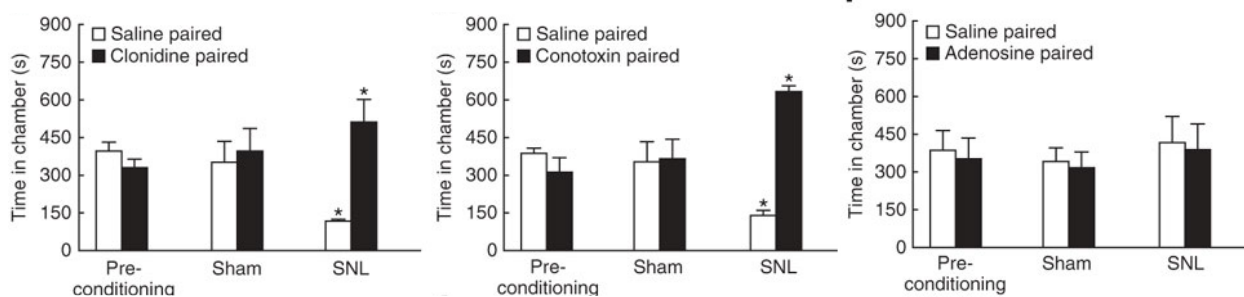 900
750
600
450
300
150
0
Time in chamber (s)
Saline paired
Clonidine paired
*
*
Pre-
conditioning
Sham
SNL
900
750
600
450
300
150
0
Time in chamber (s)
Saline paired
Conotoxin paired
*
*
Pre-
conditioning
Sham
SNL
900
750
600
450
300
150
0
Time in chamber (s)
Saline paired
Adenosine paired
Pre-
conditioning
Sham
SNL